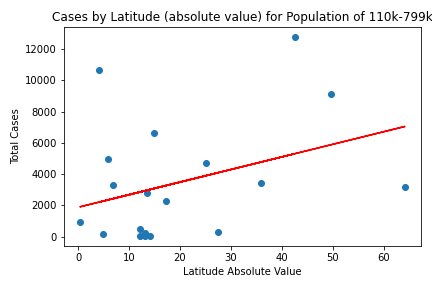 Cases by Latitude (absolute value) for Population of 110k-799k
12000
10000
8000
6000
4000
2000
0
Total Cases
0 10 20 30 40 50 60
Latitude Absolute Value